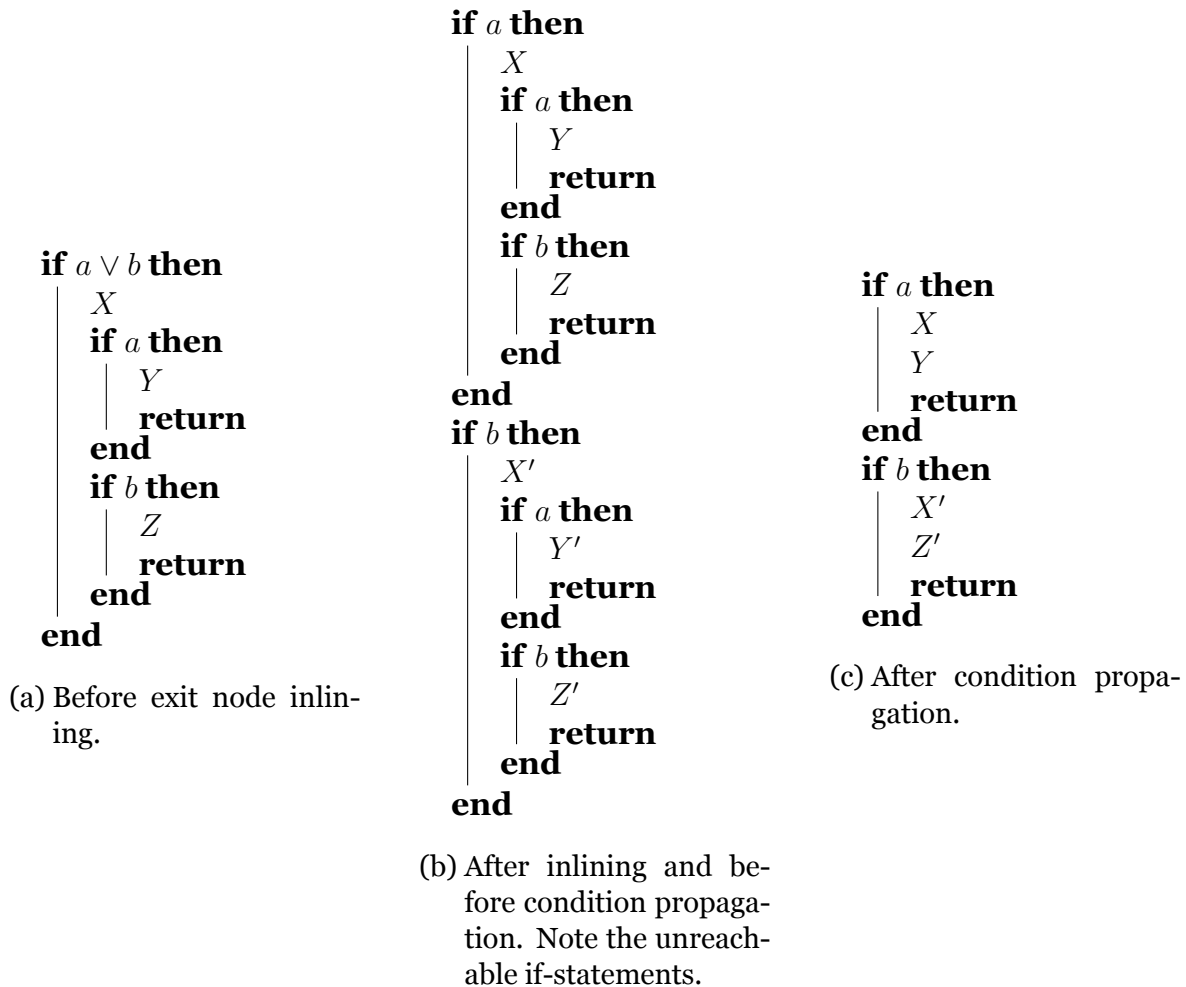 if a then
X
if a then
Y
return
end
if b then
Z
return
end
end
if b then
X′
if a then
Y′
return
end
if b then
Z′
return
end
end
if a ∨ b then
X
if a then
Y
return
end
if b then
Z
return
end
end
if a then
X
Y
return
end
if b then
X′
Z′
return
end
(a) Before exit node inlin-
ing.
(b) After inlining and be-
fore condition propaga-
tion. Note the unreach-
able if-statements.
(c) After condition propa-
gation.